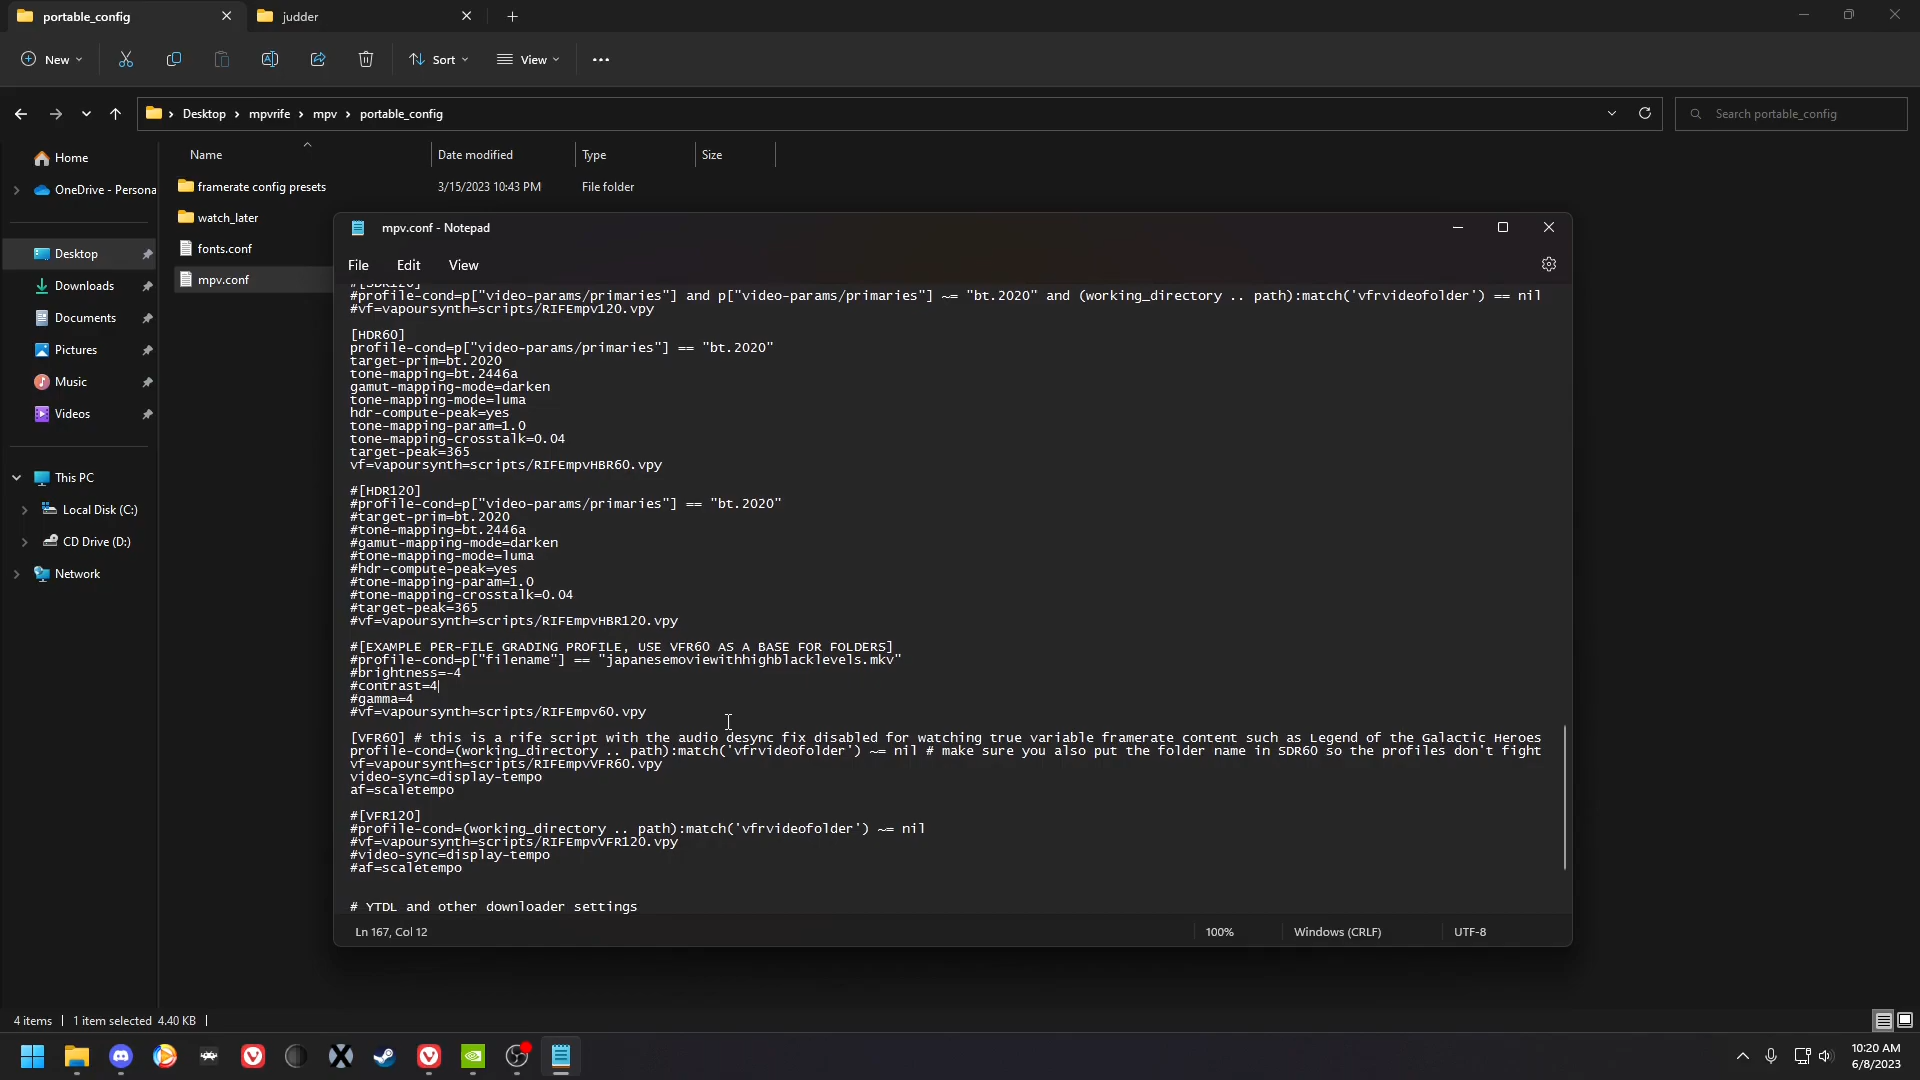 portable_config
judder
New
Sort
View
Desktop > mpvrife > mpv > portable_config
Search portable_config
Home
OneDrive - Persona
Desktop
Downloads
Documents
Pictures
Music
Videos
This PC
Local Disk (C:)
CD Drive (D:)
Network
Name Date modified Type Size
framerate config presets 3/15/2023 10:43 PM File folder
watch_later
fonts.conf
mpv.conf
mpv.conf - Notepad
File Edit View
#[SDR120]
#profile-cond=p["video-params/primaries"] and p["video-params/primaries"] ~= "bt.2020" and (working_directory .. path):match('vfrvideofolder') == nil
#vf=vapoursynth=scripts/RIFEmpv120.vpy
[HDR60]
profile-cond=p["video-params/primaries"] == "bt.2020"
target-prim=bt.2020
tone-mapping=bt.2446a
gamut-mapping-mode=darken
tone-mapping-mode=luma
hdr-compute-peak=yes
tone-mapping-param=1.0
tone-mapping-crosstalk=0.04
target-peak=365
vf=vapoursynth=scripts/RIFEmpvHBR60.vpy
#[HDR120]
#profile-cond=p["video-params/primaries"] == "bt.2020"
#target-prim=bt.2020
#tone-mapping=bt.2446a
#gamut-mapping-mode=darken
#tone-mapping-mode=luma
#hdr-compute-peak=yes
#tone-mapping-param=1.0
#tone-mapping-crosstalk=0.04
#target-peak=365
#vf=vapoursynth=scripts/RIFEmpvHBR120.vpy
#[EXAMPLE PER-FILE GRADING PROFILE, USE VFR60 AS A BASE FOR FOLDERS]
#profile-cond=p["filename"] == "japanesemoviewithhighblacklevels.mkv"
#brightness=-4
#contrast=4
#gamma=4
#vf=vapoursynth=scripts/RIFEmpv60.vpy
[VFR60] # this is a rife script with the audio desync fix disabled for watching true variable framerate content such as Legend of the Galactic Heroes
profile-cond=(working_directory .. path):match('vfrvideofolder') ~= nil # make sure you also put the folder name in SDR60 so the profiles don't fight
vf=vapoursynth=scripts/RIFEmpvVFR60.vpy
video-sync=display-tempo
af=scaletempo
#[VFR120]
#profile-cond=(working_directory .. path):match('vfrvideofolder') ~= nil
#vf=vapoursynth=scripts/RIFEmpvVFR120.vpy
#video-sync=display-tempo
#af=scaletempo
# YTDL and other downloader settings
Ln 167, Col 12 100% Windows (CRLF) UTF-8
4 items 1 item selected 4.40 KB
10:20 AM
6/8/2023